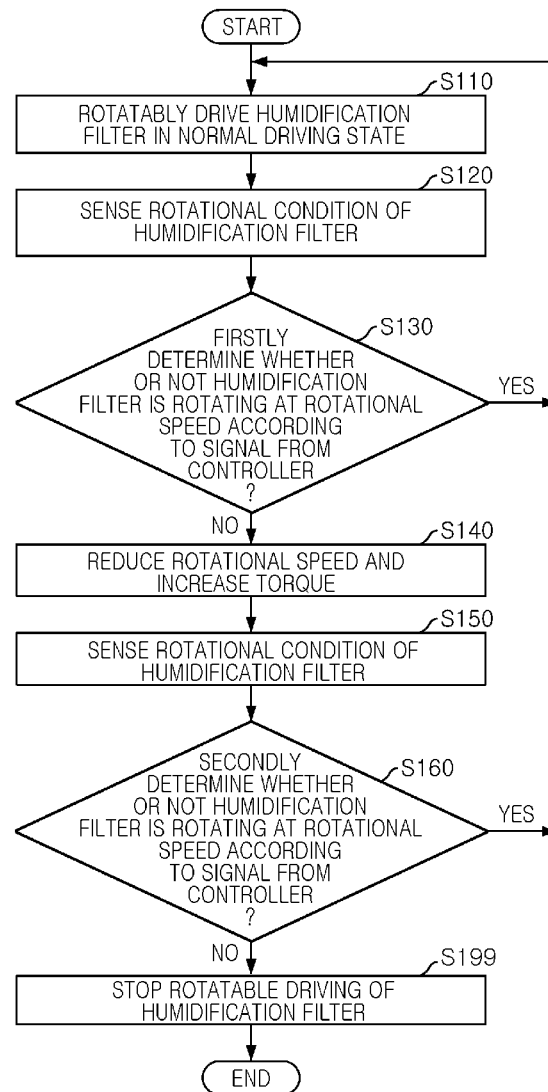 START
S110
ROTATABLY DRIVE HUMIDIFICATION
FILTER IN NORMAL DRIVING STATE
S120
SENSE ROTATIONAL CONDITION OF
HUMIDIFICATION FILTER
S130
FIRSTLY
DETERMINE WHETHER
OR NOT HUMIDIFICATION
FILTER IS ROTATING AT ROTATIONAL
SPEED ACCORDING
TO SIGNAL FROM
CONTROLLER
?
YES
NO
S140
REDUCE ROTATIONAL SPEED AND
INCREASE TORQUE
S150
SENSE ROTATIONAL CONDITION OF
HUMIDIFICATION FILTER
S160
SECONDLY
DETERMINE WHETHER
OR NOT HUMIDIFICATION
FILTER IS ROTATING AT ROTATIONAL
SPEED ACCORDING
TO SIGNAL FROM
CONTROLLER
?
YES
NO
S199
STOP ROTATABLE DRIVING OF
HUMIDIFICATION FILTER
END